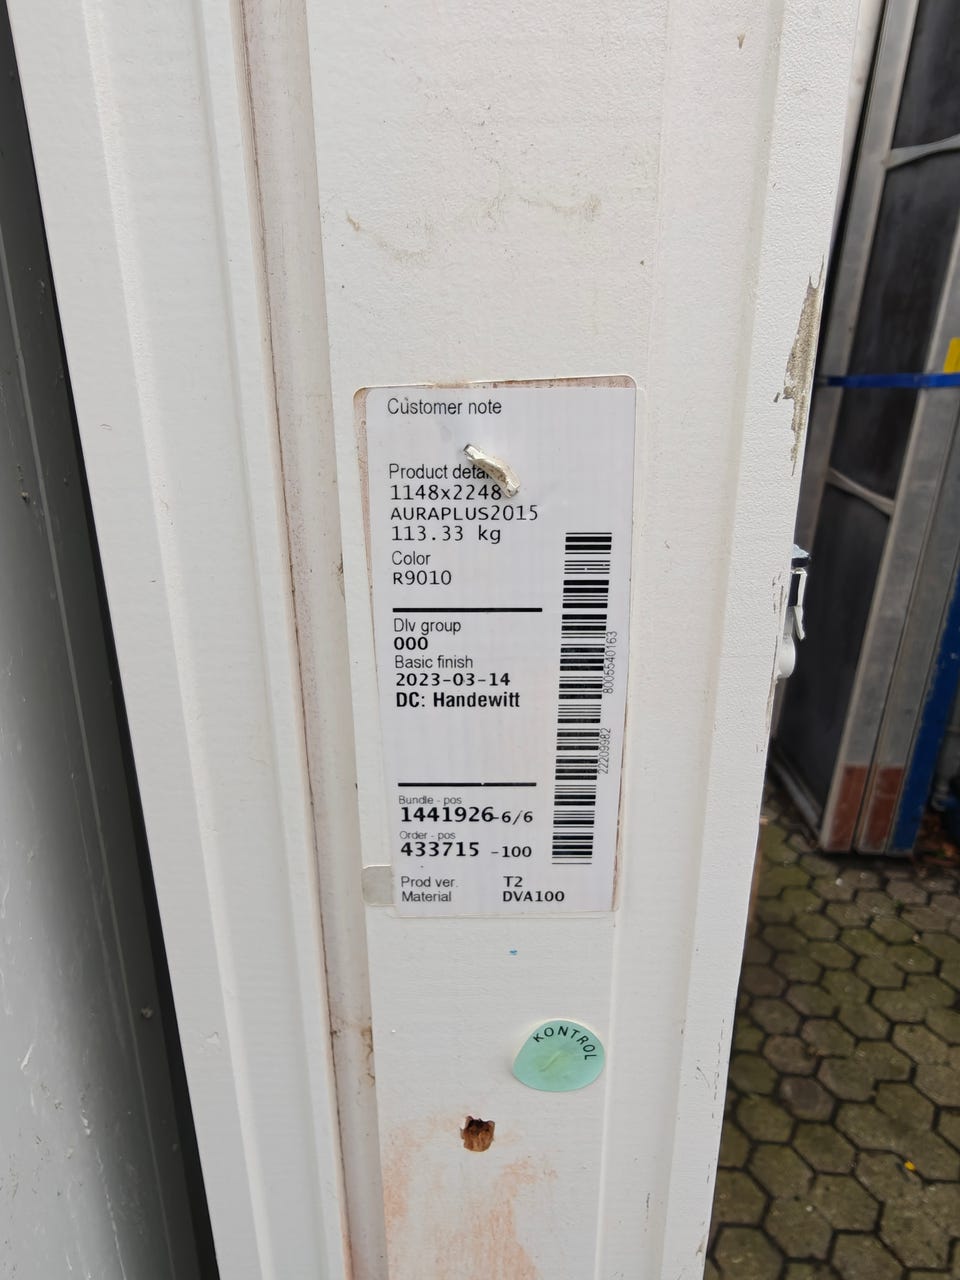 Customer note
Product
1148x2248
AURAPLUS2015
113.33 kg
Color
R9010
Dlv group
000
Basic finish
2023-03-14
DC: Handewitt
Bundle - pos
1441926-6/6
Order - pos
433715 -100
Prod ver. T2
Material DVA100
8005540163
22209982
KONTROL